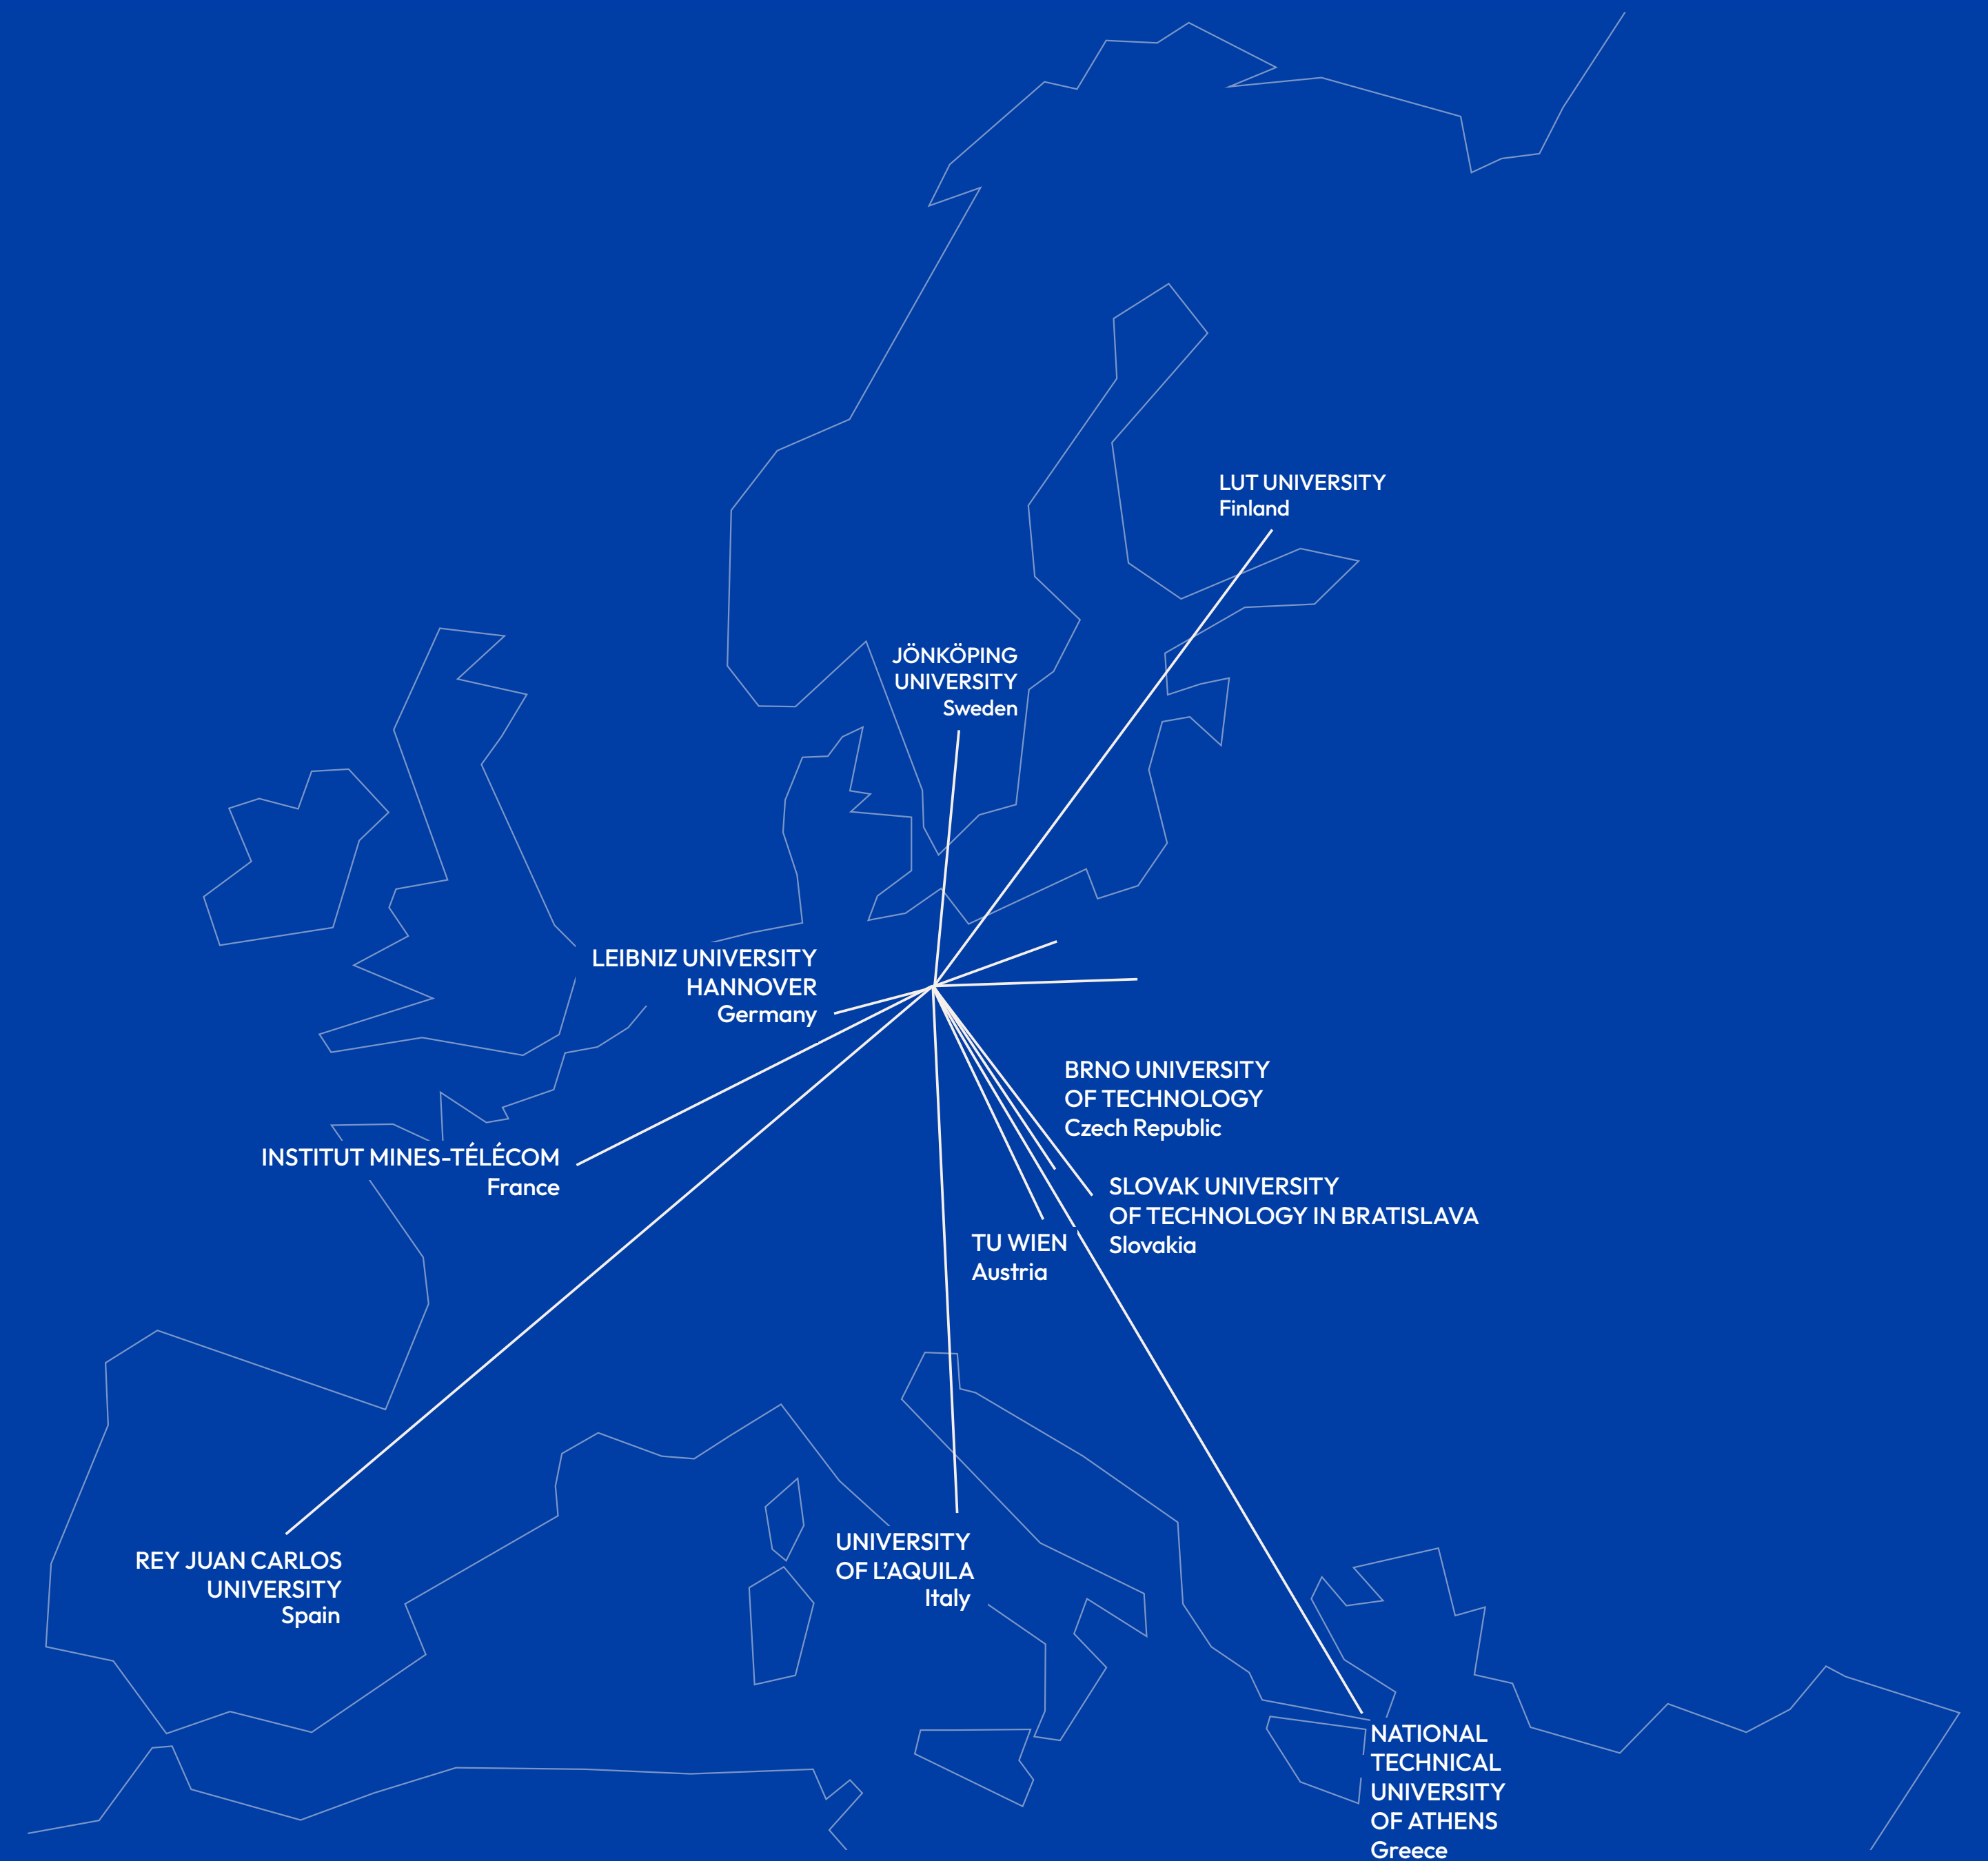 LUT UNIVERSITY
Finland
JÖNKÖPING
UNIVERSITY
Sweden
LEIBNIZ UNIVERSITY
HANNOVER
Germany
BRNO UNIVERSITY
OF TECHNOLOGY
Czech Republic
INSTITUT MINES-TÉLÉCOM
France
SLOVAK UNIVERSITY
OF TECHNOLOGY IN BRATISLAVA
Slovakia
TU WIEN
Austria
UNIVERSITY
OF L’AQUILA
Italy
REY JUAN CARLOS
UNIVERSITY
Spain
NATIONAL
TECHNICAL
UNIVERSITY
OF ATHENS
Greece